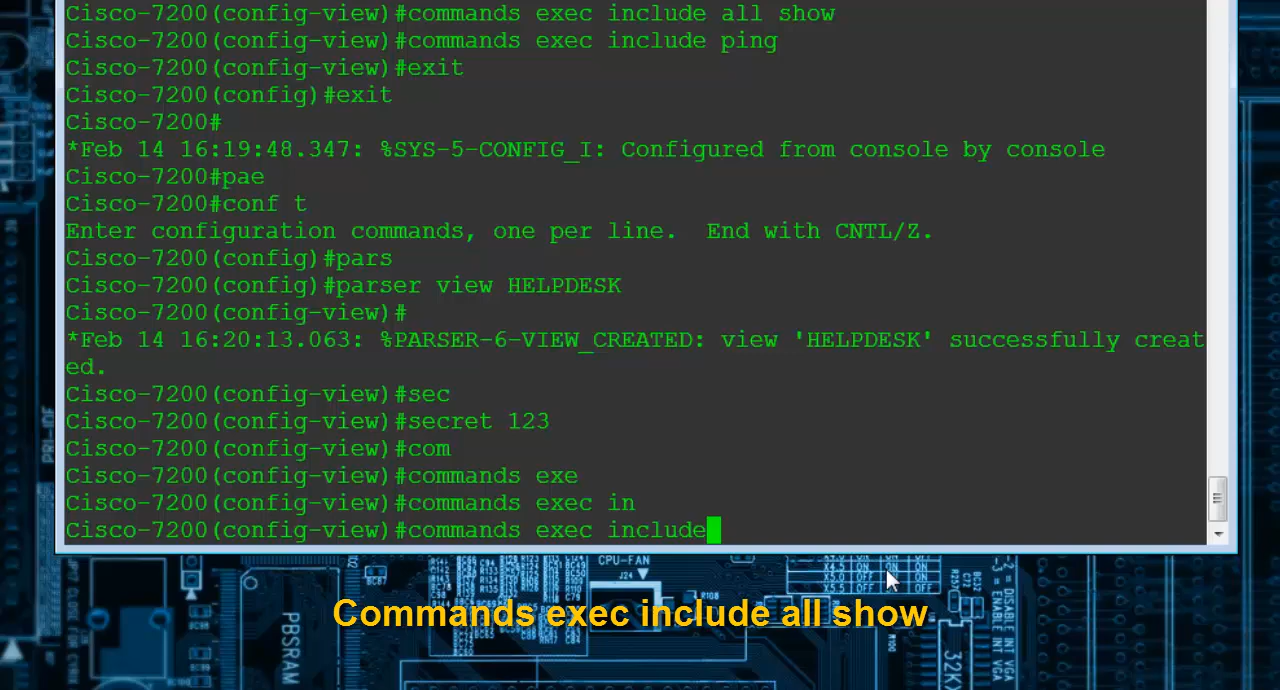 Cisco-7200(config-view)#commands exec include all show
Cisco-7200(config-view)#commands exec include ping
Cisco-7200(config-view)#exit
Cisco-7200(config)#exit
Cisco-7200#
*Feb 14 16:19:48.347: %SYS-5-CONFIG_I: Configured from console by console
Cisco-7200#pae
Cisco-7200#conf t
Enter configuration commands, one per line.  End with CNTL/Z.
Cisco-7200(config)#pars
Cisco-7200(config)#parser view HELPDESK
Cisco-7200(config-view)#
*Feb 14 16:20:13.063: %PARSER-6-VIEW_CREATED: view 'HELPDESK' successfully creat
ed.
Cisco-7200(config-view)#sec
Cisco-7200(config-view)#secret 123
Cisco-7200(config-view)#com
Cisco-7200(config-view)#commands exe
Cisco-7200(config-view)#commands exec in
Cisco-7200(config-view)#commands exec include
CPU-FAN
J24
PBSRAM
32K
Commands exec include all show